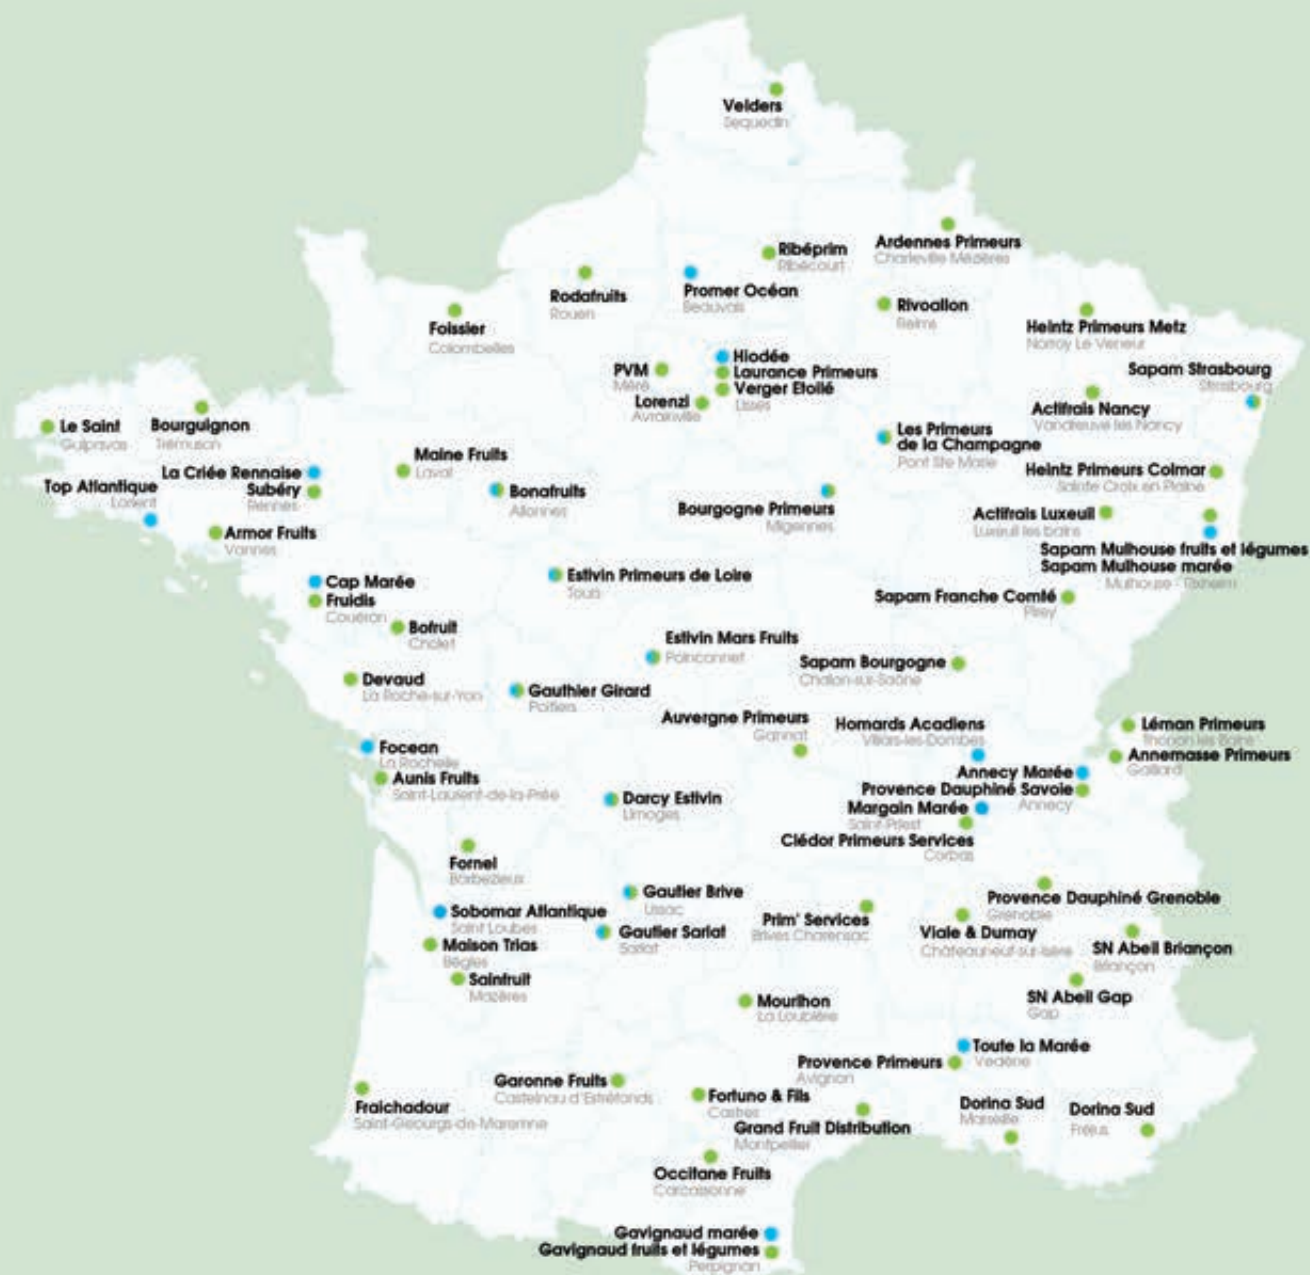 Velders
Sequedin
Ribéprim
Ribécourt
Ardennes Primeurs
Charleville Mézières
Rodafruits
Rouen
Promer Océan
Beauvais
Rivoallon
Reims
Foissier
Colombelles
Heintz Primeurs Metz
Norroy Le Veneur
PVM
Méré
Hiodée
Laurance Primeurs
Verger Etoilé
Lisses
Lorenzi
Avrainville
Sapam Strasbourg
Strasbourg
Actifrais Nancy
Vandœuvre les Nancy
Le Saint
Guipavas
Bourguignon
Trémuson
Les Primeurs
de la Champagne
Pont Ste Marie
Maine Fruits
Laval
La Criée Rennaise
Subéry
Rennes
Top Atlantique
Lorient
Bonafruits
Allonnes
Heintz Primeurs Colmar
Sainte Croix en Plaine
Bourgogne Primeurs
Migennes
Actifrais Luxeuil
Luxeuil les bains
Armor Fruits
Vannes
Sapam Mulhouse fruits et légumes
Sapam Mulhouse marée
Mulhouse - Rixheim
Cap Marée
Fruidis
Couëron
Estivin Primeurs de Loire
Tours
Sapam Franche Comté
Pirey
Bofruit
Cholet
Estivin Mars Fruits
Poinconnet
Sapam Bourgogne
Chalon-sur-Saône
Devaud
La Roche-sur-Yon
Gauthier Girard
Poitiers
Auvergne Primeurs
Gannat
Homards Acadiens
Villars-les-Dombes
Léman Primeurs
Thonon les Bains
Annemasse Primeurs
Gaillard
Focean
La Rochelle
Aunis Fruits
Saint-Laurent-de-la-Prée
Annecy Marée
Provence Dauphiné Savoie
Annecy
Darcy Estivin
Limoges
Margain Marée
Saint-Priest
Clédor Primeurs Services
Corbas
Fornel
Barbezieux
Gautier Brive
Ussac
Provence Dauphiné Grenoble
Grenoble
Sobomar Atlantique
Saint Loubes
Gautier Sarlat
Sarlat
Prim' Services
Brives Charensac
Viale & Dumay
Châteauneuf-sur-Isère
Maison Trias
Bègles
SN Abeil Briançon
Briançon
Sainfruit
Mazères
SN Abeil Gap
Gap
Mourlhon
La Loubière
Toute la Marée
Vedène
Provence Primeurs
Avignon
Garonne Fruits
Castelnau d'Estrétefonds
Fortuno & Fils
Castres
Fraichadour
Saint-Geours-de-Maremne
Grand Fruit Distribution
Montpellier
Dorina Sud
Marseille
Dorina Sud
Fréjus
Occitane Fruits
Carcassonne
Gavignaud marée
Gavignaud fruits et légumes
Perpignan